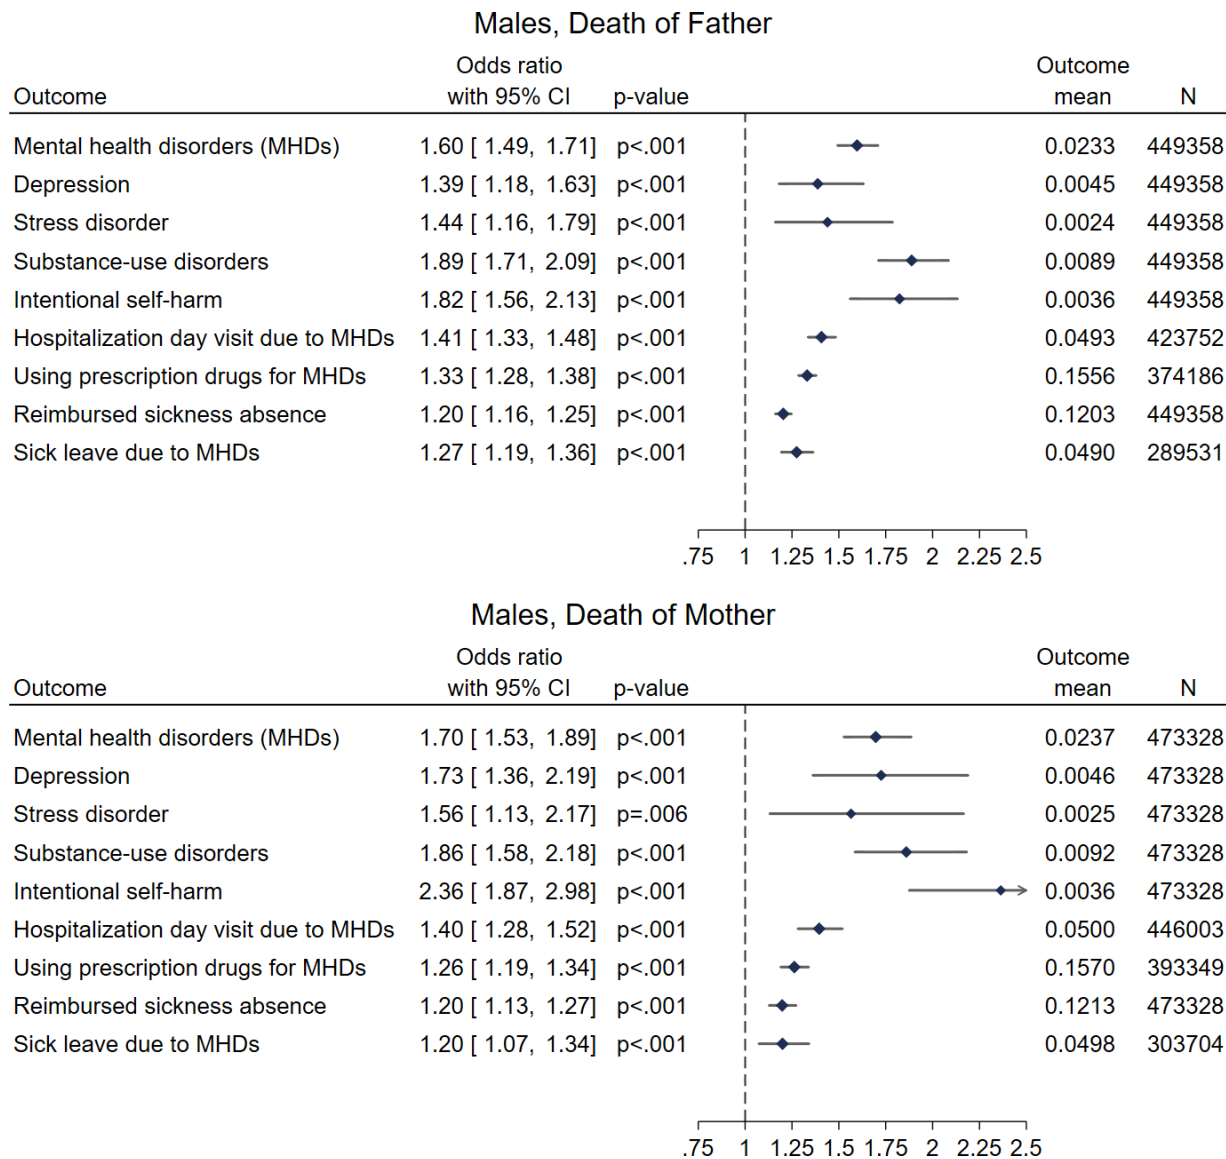 Males, Death of Father
Odds ratio Outcome
Outcome with 95% CI p-value mean N
Mental health disorders (MHDs) 1.60 [ 1.49, 1.71] p<.001 0.0233 449358
Depression 1.39 [ 1.18, 1.63] p<.001 0.0045 449358
Stress disorder 1.44 [ 1.16, 1.79] p<.001 0.0024 449358
Substance-use disorders 1.89 [ 1.71, 2.09] p<.001 0.0089 449358
Intentional self-harm 1.82 [ 1.56, 2.13] p<.001 0.0036 449358
Hospitalization day visit due to MHDs 1.41 [ 1.33, 1.48] p<.001 0.0493 423752
Using prescription drugs for MHDs 1.33 [ 1.28, 1.38] p<.001 0.1556 374186
Reimbursed sickness absence 1.20 [ 1.16, 1.25] p<.001 0.1203 449358
Sick leave due to MHDs 1.27 [ 1.19, 1.36] p<.001 0.0490 289531
.75 1 1.25 1.5 1.75 2 2.25 2.5
Males, Death of Mother
Odds ratio Outcome
Outcome with 95% CI p-value mean N
Mental health disorders (MHDs) 1.70 [ 1.53, 1.89] p<.001 0.0237 473328
Depression 1.73 [ 1.36, 2.19] p<.001 0.0046 473328
Stress disorder 1.56 [ 1.13, 2.17] p=.006 0.0025 473328
Substance-use disorders 1.86 [ 1.58, 2.18] p<.001 0.0092 473328
Intentional self-harm 2.36 [ 1.87, 2.98] p<.001 0.0036 473328
Hospitalization day visit due to MHDs 1.40 [ 1.28, 1.52] p<.001 0.0500 446003
Using prescription drugs for MHDs 1.26 [ 1.19, 1.34] p<.001 0.1570 393349
Reimbursed sickness absence 1.20 [ 1.13, 1.27] p<.001 0.1213 473328
Sick leave due to MHDs 1.20 [ 1.07, 1.34] p<.001 0.0498 303704
.75 1 1.25 1.5 1.75 2 2.25 2.5